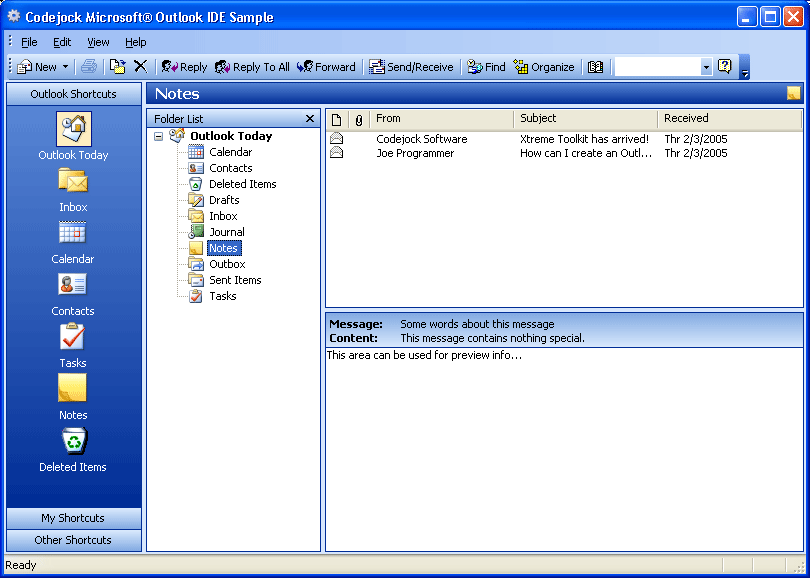 Codejock Microsoft® Outlook IDE Sample
File Edit View Help
New Reply Reply To All Forward Send/Receive Find Organize
Outlook Shortcuts
Outlook Today
Inbox
Calendar
Contacts
Tasks
Notes
Deleted Items
My Shortcuts
Other Shortcuts
Notes
Folder List
Outlook Today
Calendar
Contacts
Deleted Items
Drafts
Inbox
Journal
Notes
Outbox
Sent Items
Tasks
From Subject Received
Codejock Software Xtreme Toolkit has arrived! Thr 2/3/2005
Joe Programmer How can I create an Outl... Thr 2/3/2005
Message: Some words about this message
Content: This message contains nothing special.
This area can be used for preview info...
Ready